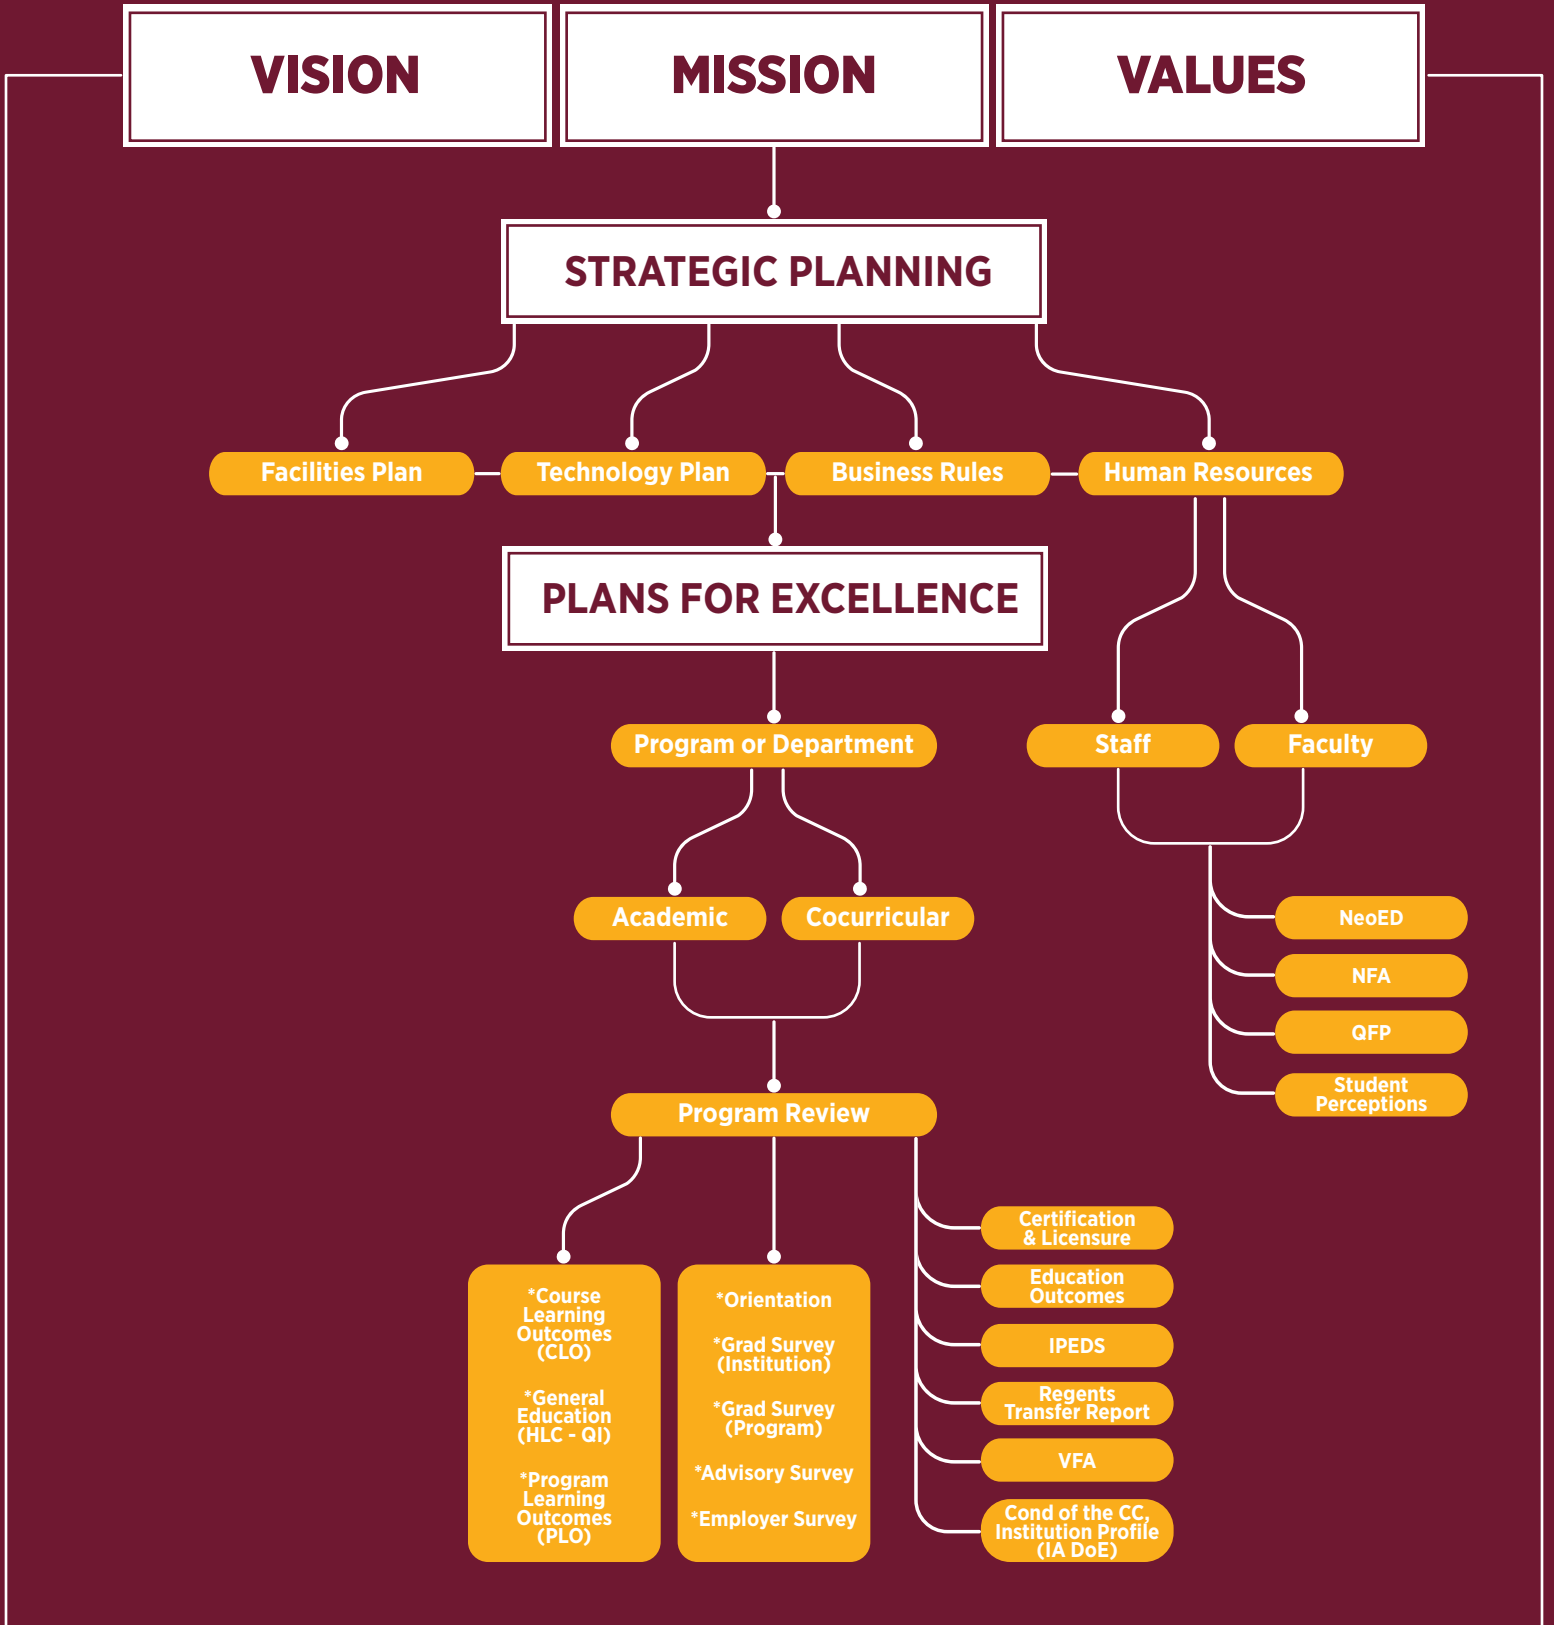 VISION
MISSION
VALUES
STRATEGIC PLANNING
Facilities Plan
Technology Plan
Business Rules
Human Resources
PLANS FOR EXCELLENCE
Program or Department
Staff
Faculty
Academic
Cocurricular
NeoED
NFA
QFP
Student
Perceptions
Program Review
*Course
Learning
Outcomes
(CLO)
*General
Education
(HLC - QI)
*Program
Learning
Outcomes
(PLO)
*Orientation
*Grad Survey
(Institution)
*Grad Survey
(Program)
*Advisory Survey
*Employer Survey
Certification
& Licensure
Education
Outcomes
IPEDS
Regents
Transfer Report
VFA
Cond of the CC,
Institution Profile
(IA DoE)